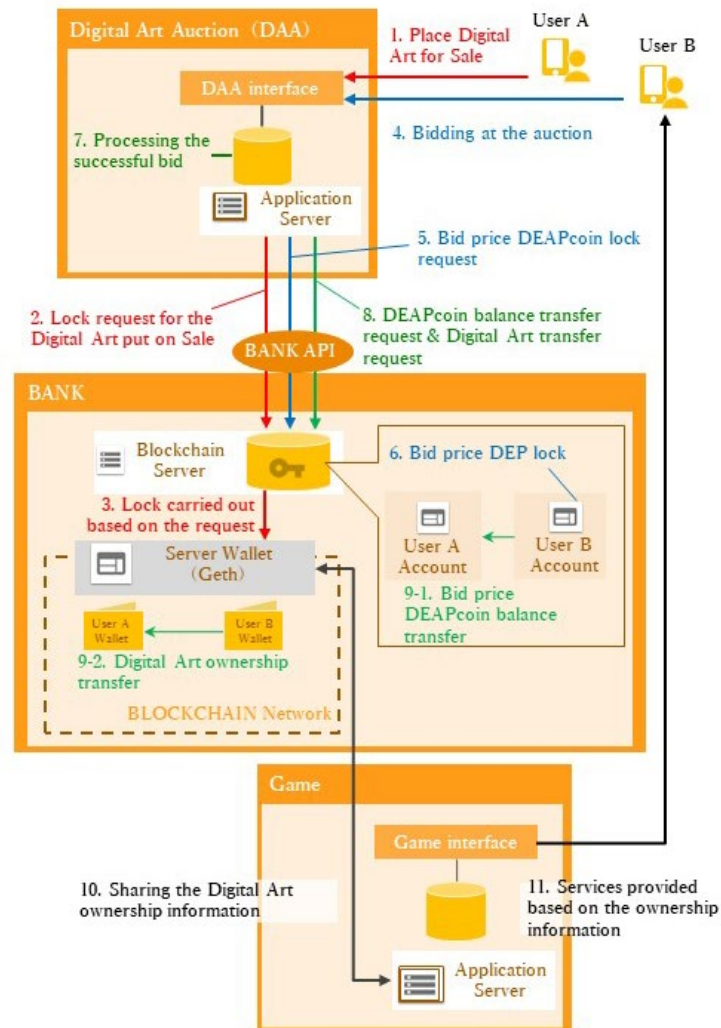 Digital Art Auction (DAA)
1. Place Digital
Art for Sale
User A
User B
DAA interface
4. Bidding at the auction
7. Processing the
successful bid
Application
Server
5. Bid price DEAPcoin lock
request
2. Lock request for the
Digital Art put on Sale
8. DEAPcoin balance transfer
request & Digital Art transfer
request
BANK API
BANK
Blockchain
Server
6. Bid price DEP lock
3. Lock carried out
based on the request
User A
Account
User B
Account
Server Wallet
(Geth)
9-1. Bid price
DEAPcoin balance
transfer
User A
Wallet
User B
Wallet
9-2. Digital Art ownership
transfer
BLOCKCHAIN Network
Game
Game interface
10. Sharing the Digital Art
ownership information
11. Services provided
based on the ownership
information
Application
Server